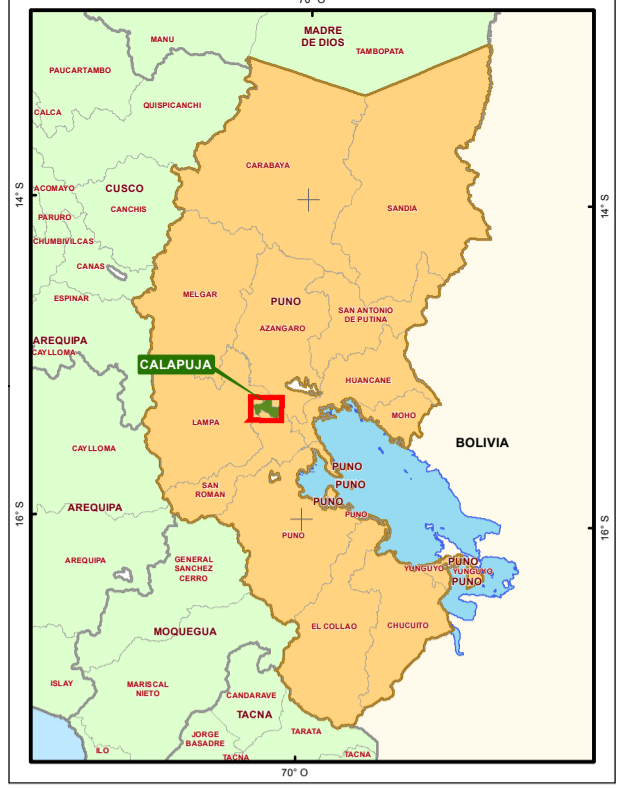 70° O
MANU
MADRE
DE DIOS
TAMBOPATA
PAUCARTAMBO
QUISPICANCHI
CALCA
CARABAYA
14° S
ACOMAYO
CUSCO
SANDIA
14° S
CANCHIS
PARURO
CHUMBIVILCAS
CANAS
ESPINAR
MELGAR
PUNO
SAN ANTONIO
DE PUTINA
AZANGARO
AREQUIPA
CAYLLOMA
CALAPUJA
HUANCANE
MOHO
LAMPA
BOLIVIA
CAYLLOMA
PUNO
SAN
ROMAN
PUNO
PUNO
AREQUIPA
PUNO
16° S
PUNO
16° S
AREQUIPA
GENERAL
SANCHEZ
CERRO
YUNGUYO
PUNO
YUNGUYO
PUNO
MOQUEGUA
EL COLLAO
CHUCUITO
ISLAY
MARISCAL
NIETO
CANDARAVE
TACNA
JORGE
BASADRE
TARATA
ILO
TACNA
TACNA
70° O